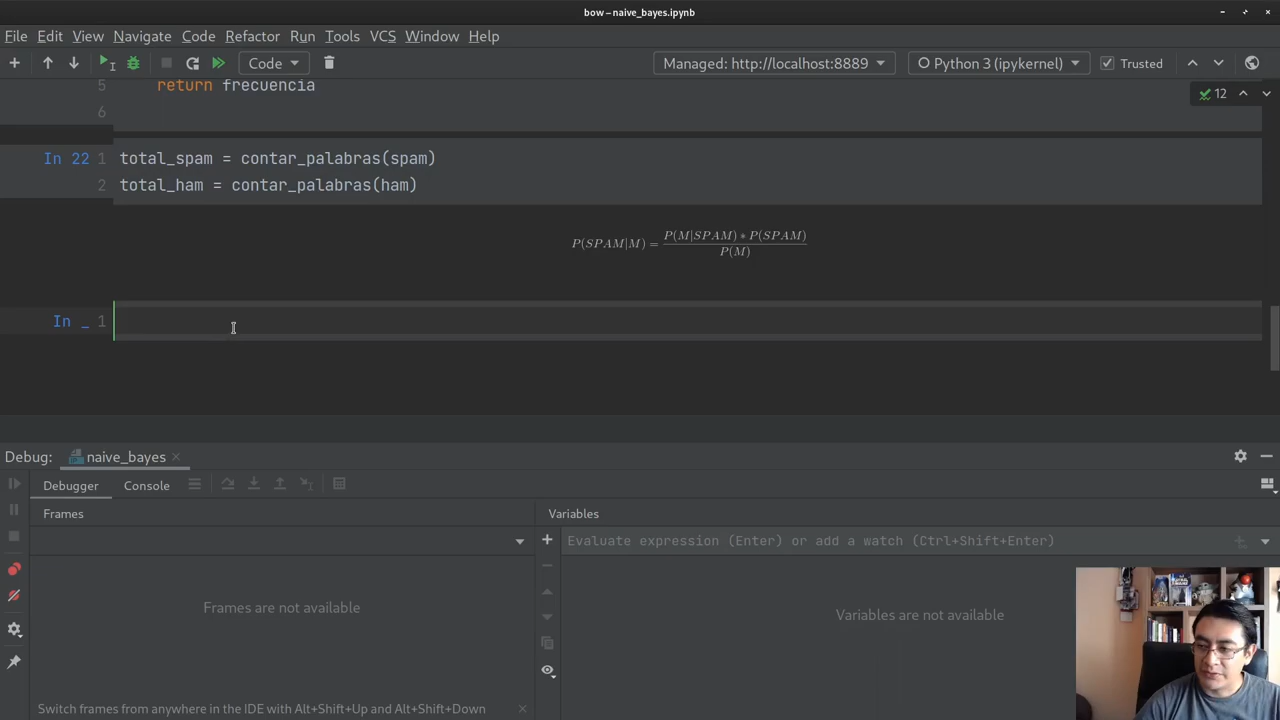 bow – naive_bayes.ipynb
File Edit View Navigate Code Refactor Run Tools VCS Window Help
Code Managed: http://localhost:8889 Python 3 (ipykernel) Trusted
5 return frecuencia
12
6
In 22 1 total_spam = contar_palabras(spam)
2 total_ham = contar_palabras(ham)
P(SPAM|M) = P(M|SPAM) * P(SPAM)
P(M)
In _ 1
Debug: naive_bayes
Debugger Console
Frames Variables
Evaluate expression (Enter) or add a watch (Ctrl+Shift+Enter)
Frames are not available Variables are not available
Switch frames from anywhere in the IDE with Alt+Shift+Up and Alt+Shift+Down